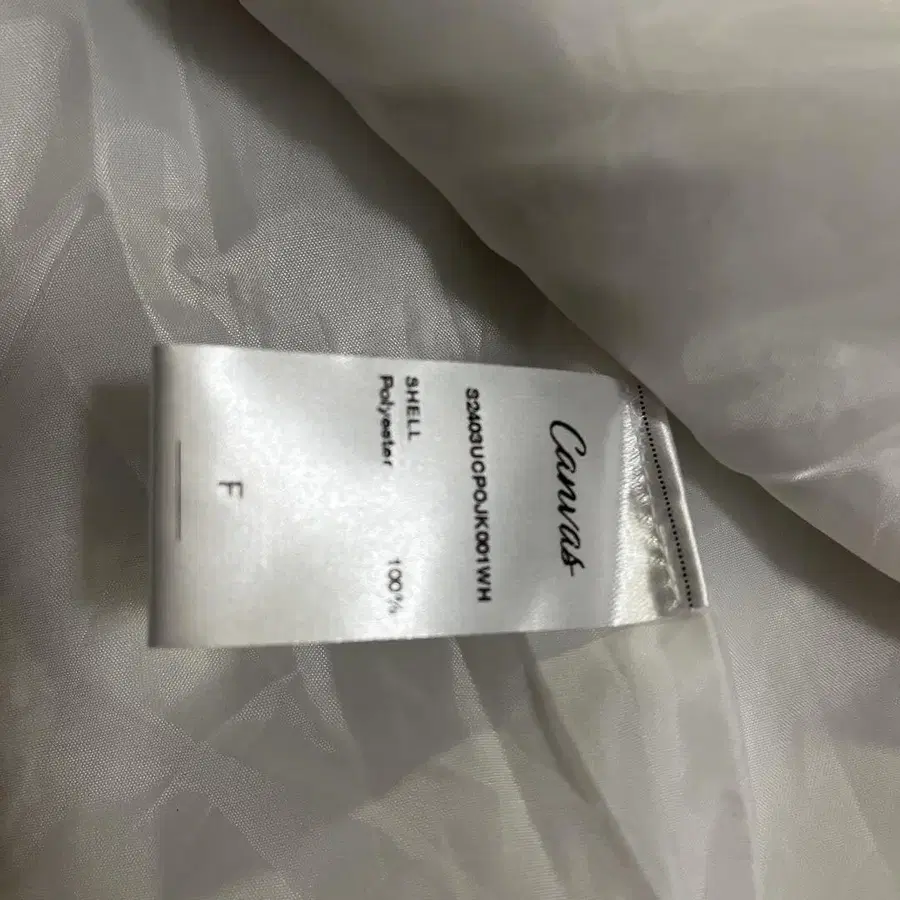 Canvas
S2403UCPOJK001WH
SHELL
Polyester 100%
F